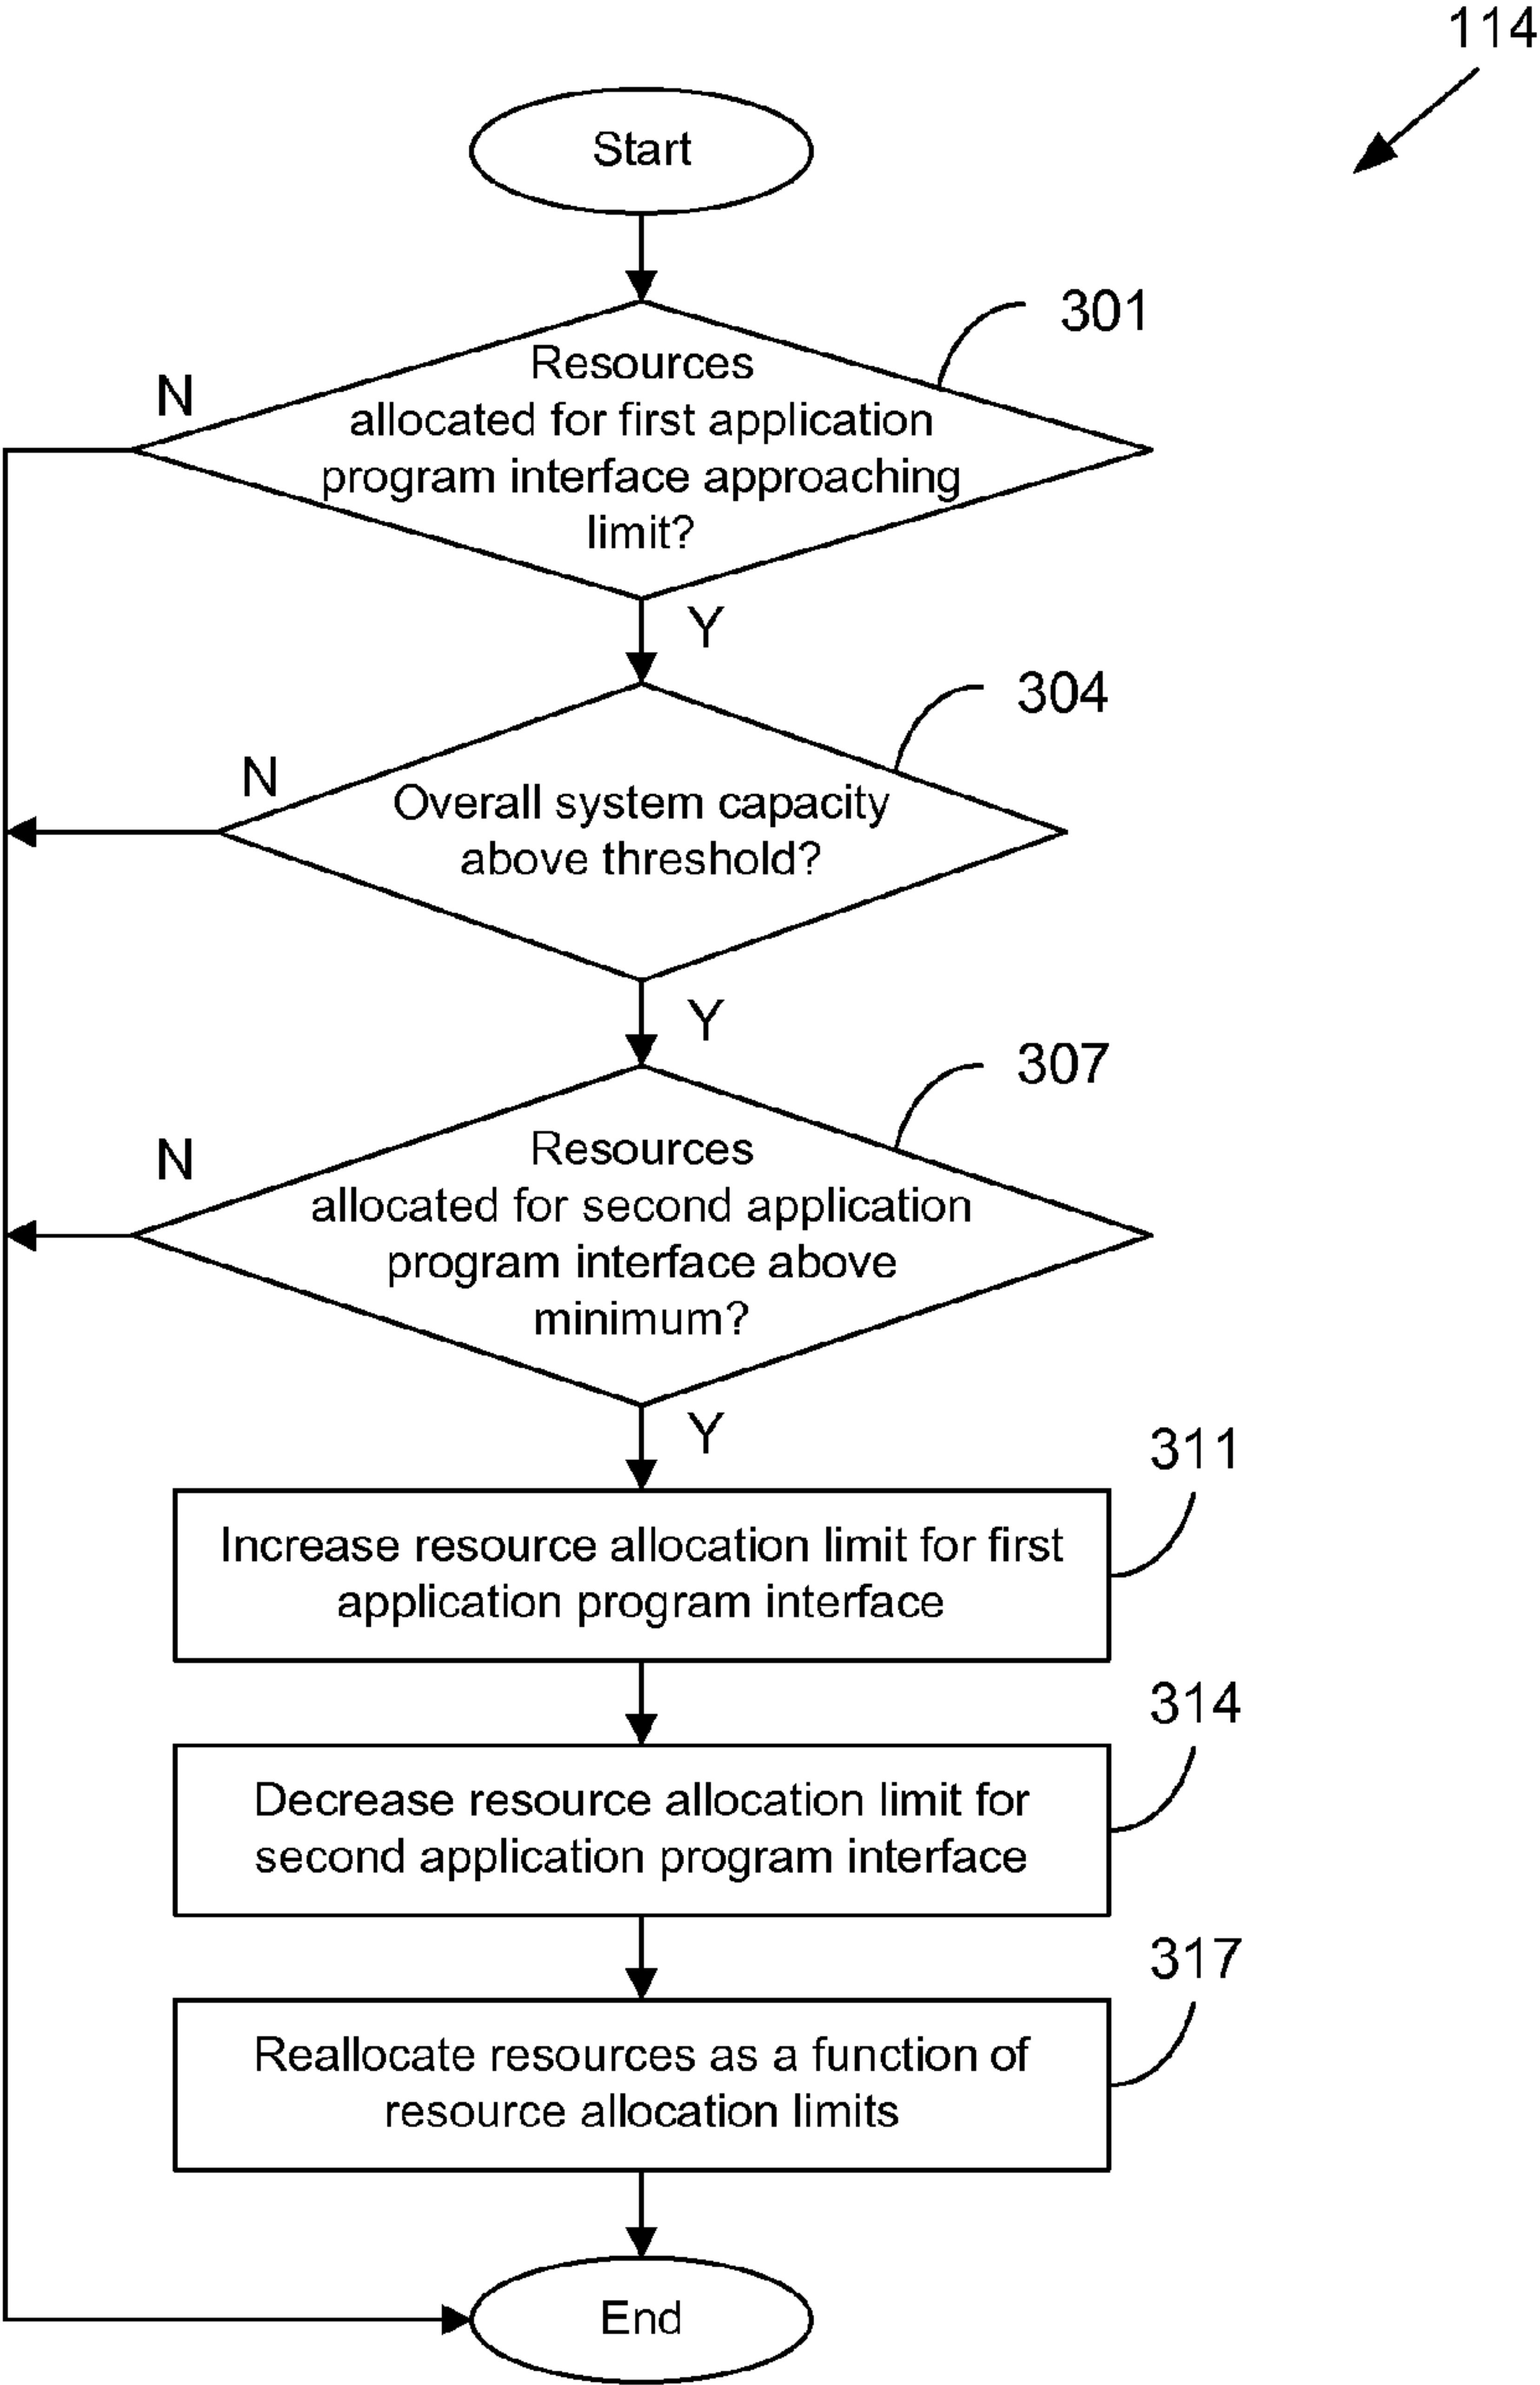 114
Start
301
N
Resources
allocated for first application
program interface approaching
limit?
Y
304
N
Overall system capacity
above threshold?
Y
307
N
Resources
allocated for second application
program interface above
minimum?
Y
311
Increase resource allocation limit for first
application program interface
314
Decrease resource allocation limit for
second application program interface
317
Reallocate resources as a function of
resource allocation limits
End